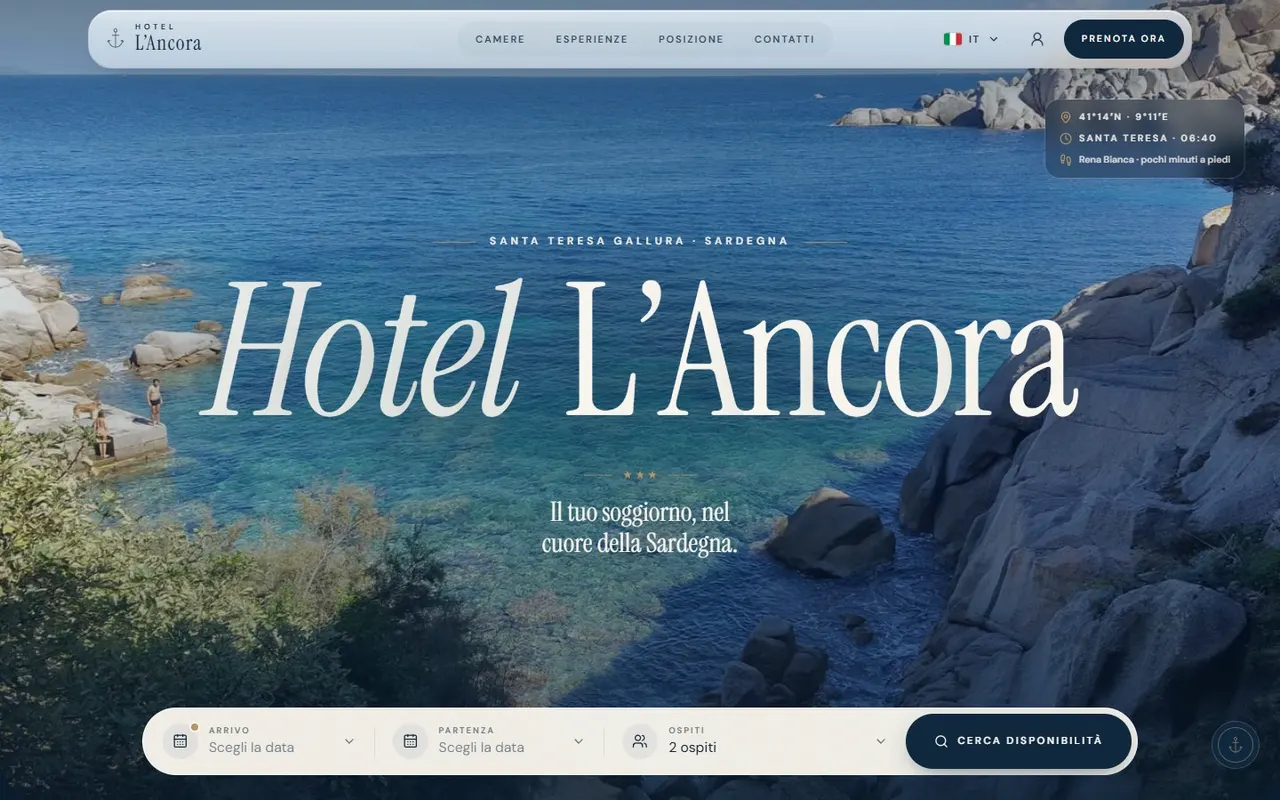 HOTEL
L'Ancora
CAMERE ESPERIENZE POSIZIONE CONTATTI
IT
PRENOTA ORA
41°14′N · 9°11′E
SANTA TERESA · 06:40
Rena Bianca · pochi minuti a piedi
SANTA TERESA GALLURA · SARDEGNA
Hotel L’Ancora
★★★
Il tuo soggiorno, nel
cuore della Sardegna.
ARRIVO
Scegli la data
PARTENZA
Scegli la data
OSPITI
2 ospiti
CERCA DISPONIBILITÀ